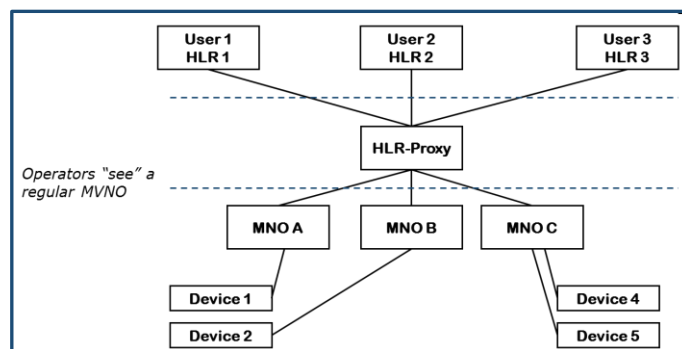 User 1
HLR 1
User 2
HLR 2
User 3
HLR 3
HLR-Proxy
Operators “see” a
regular MVNO
MNO A
MNO B
MNO C
Device 1
Device 4
Device 2
Device 5